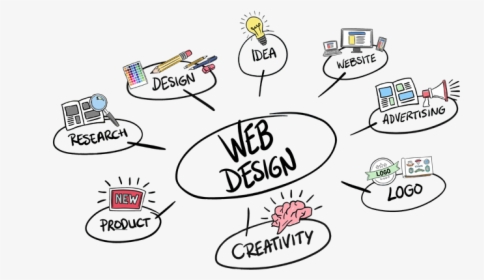 IDEA
WEBSITE
DESIGN
ADVERTISING
RESEARCH
WEB
DESIGN
LOGO
LOGO
NEW
PRODUCT
CREATIVITY